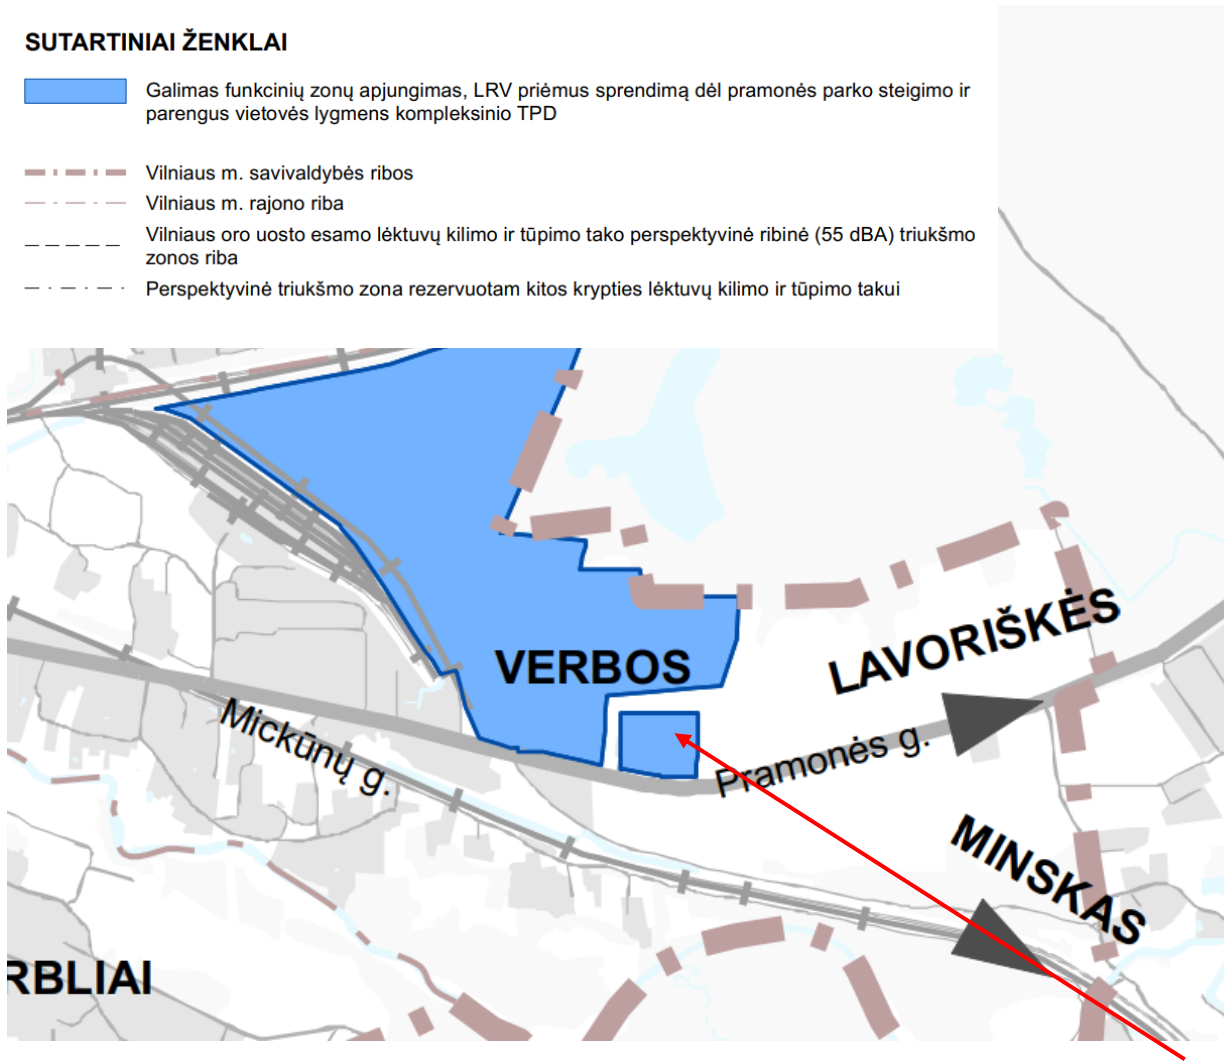 SUTARTINIAI ŽENKLAI
Galimas funkcinių zonų apjungimas, LRV priėmus sprendimą dėl pramonės parko steigimo ir
parengus vietovės lygmens kompleksinio TPD
Vilniaus m. savivaldybės ribos
Vilniaus m. rajono riba
Vilniaus oro uosto esamo lėktuvų kilimo ir tūpimo tako perspektyvinė ribinė (55 dBA) triukšmo
zonos riba
Perspektyvinė triukšmo zona rezervuotam kitos krypties lėktuvų kilimo ir tūpimo takui
LAVORIŠKĖS
VERBOS
Mickūnų g.
Pramonės g.
MINSKAS
RBLIAI